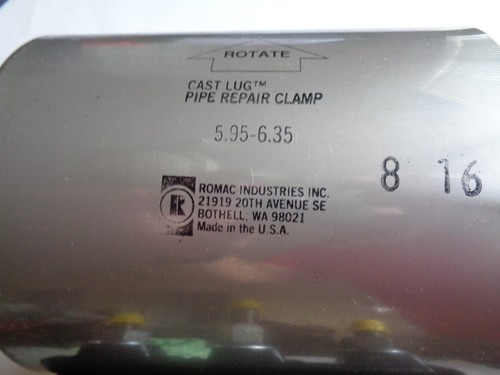 ROTATE
CAST LUG™
PIPE REPAIR CLAMP
5.95-6.35
8 16
R
ROMAC INDUSTRIES INC.
21919 20TH AVENUE SE
BOTHELL, WA 98021
Made in the U.S.A.